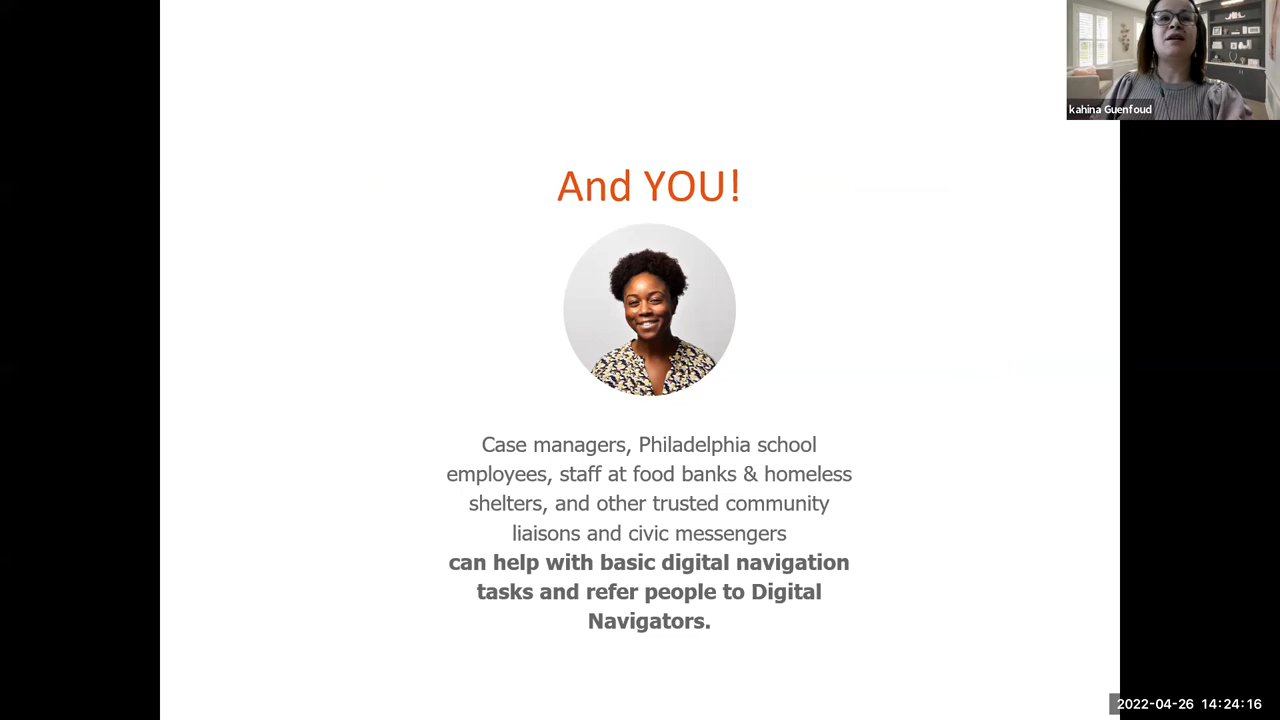 kahina Guenfoud
And YOU!
Case managers, Philadelphia school
employees, staff at food banks & homeless
shelters, and other trusted community
liaisons and civic messengers
can help with basic digital navigation
tasks and refer people to Digital
Navigators.
2022-04-26 14:24:16